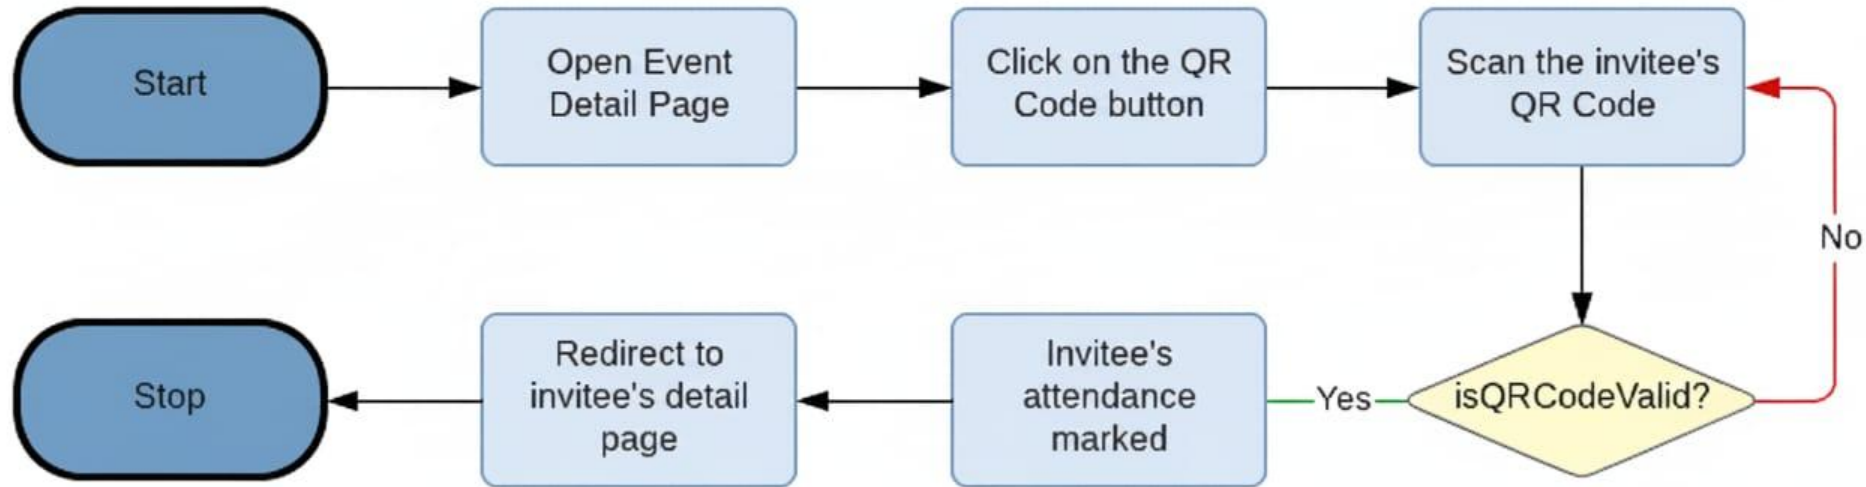 Start
Open Event
Detail Page
Click on the QR
Code button
Scan the invitee's
QR Code
No
isQRCodeValid?
Yes
Invitee's
attendance
marked
Redirect to
invitee's detail
page
Stop